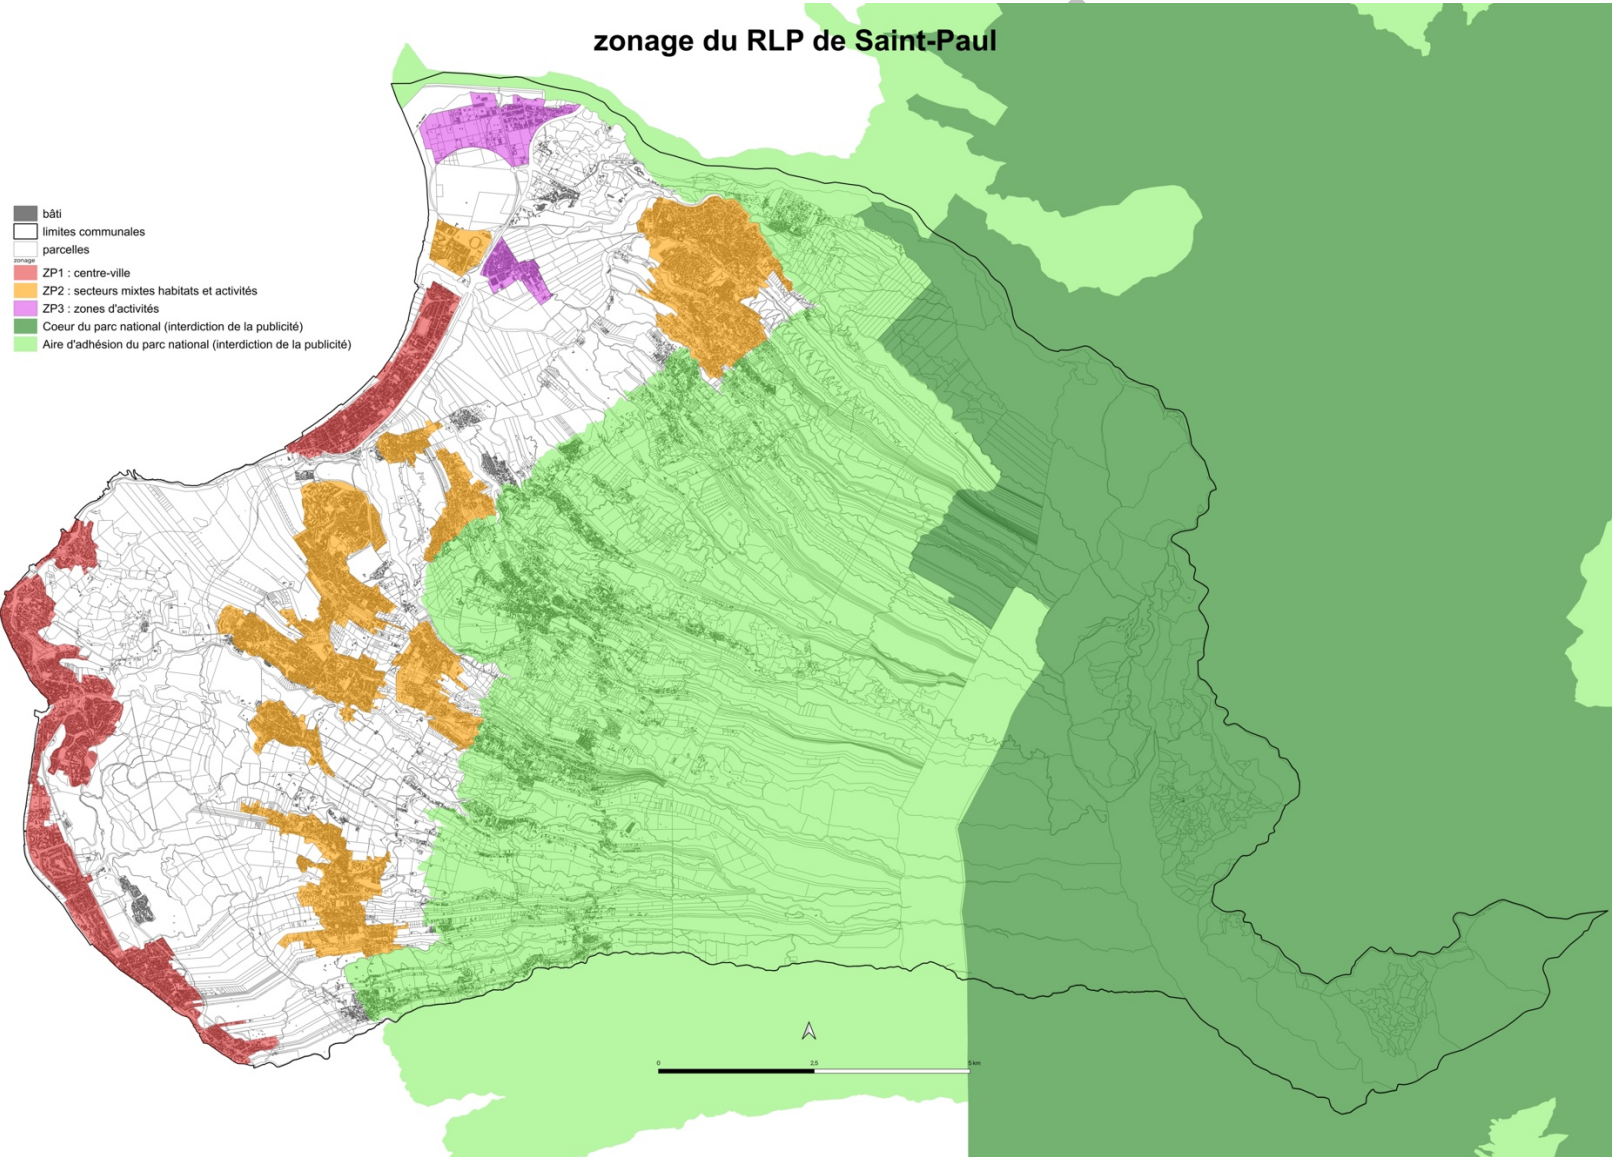 zonage du RLP de Saint-Paul
bâti
limites communales
parcelles
zonage
ZP1 : centre-ville
ZP2 : secteurs mixtes habitats et activités
ZP3 : zones d'activités
Coeur du parc national (interdiction de la publicité)
Aire d'adhésion du parc national (interdiction de la publicité)
0 2,5 5 km